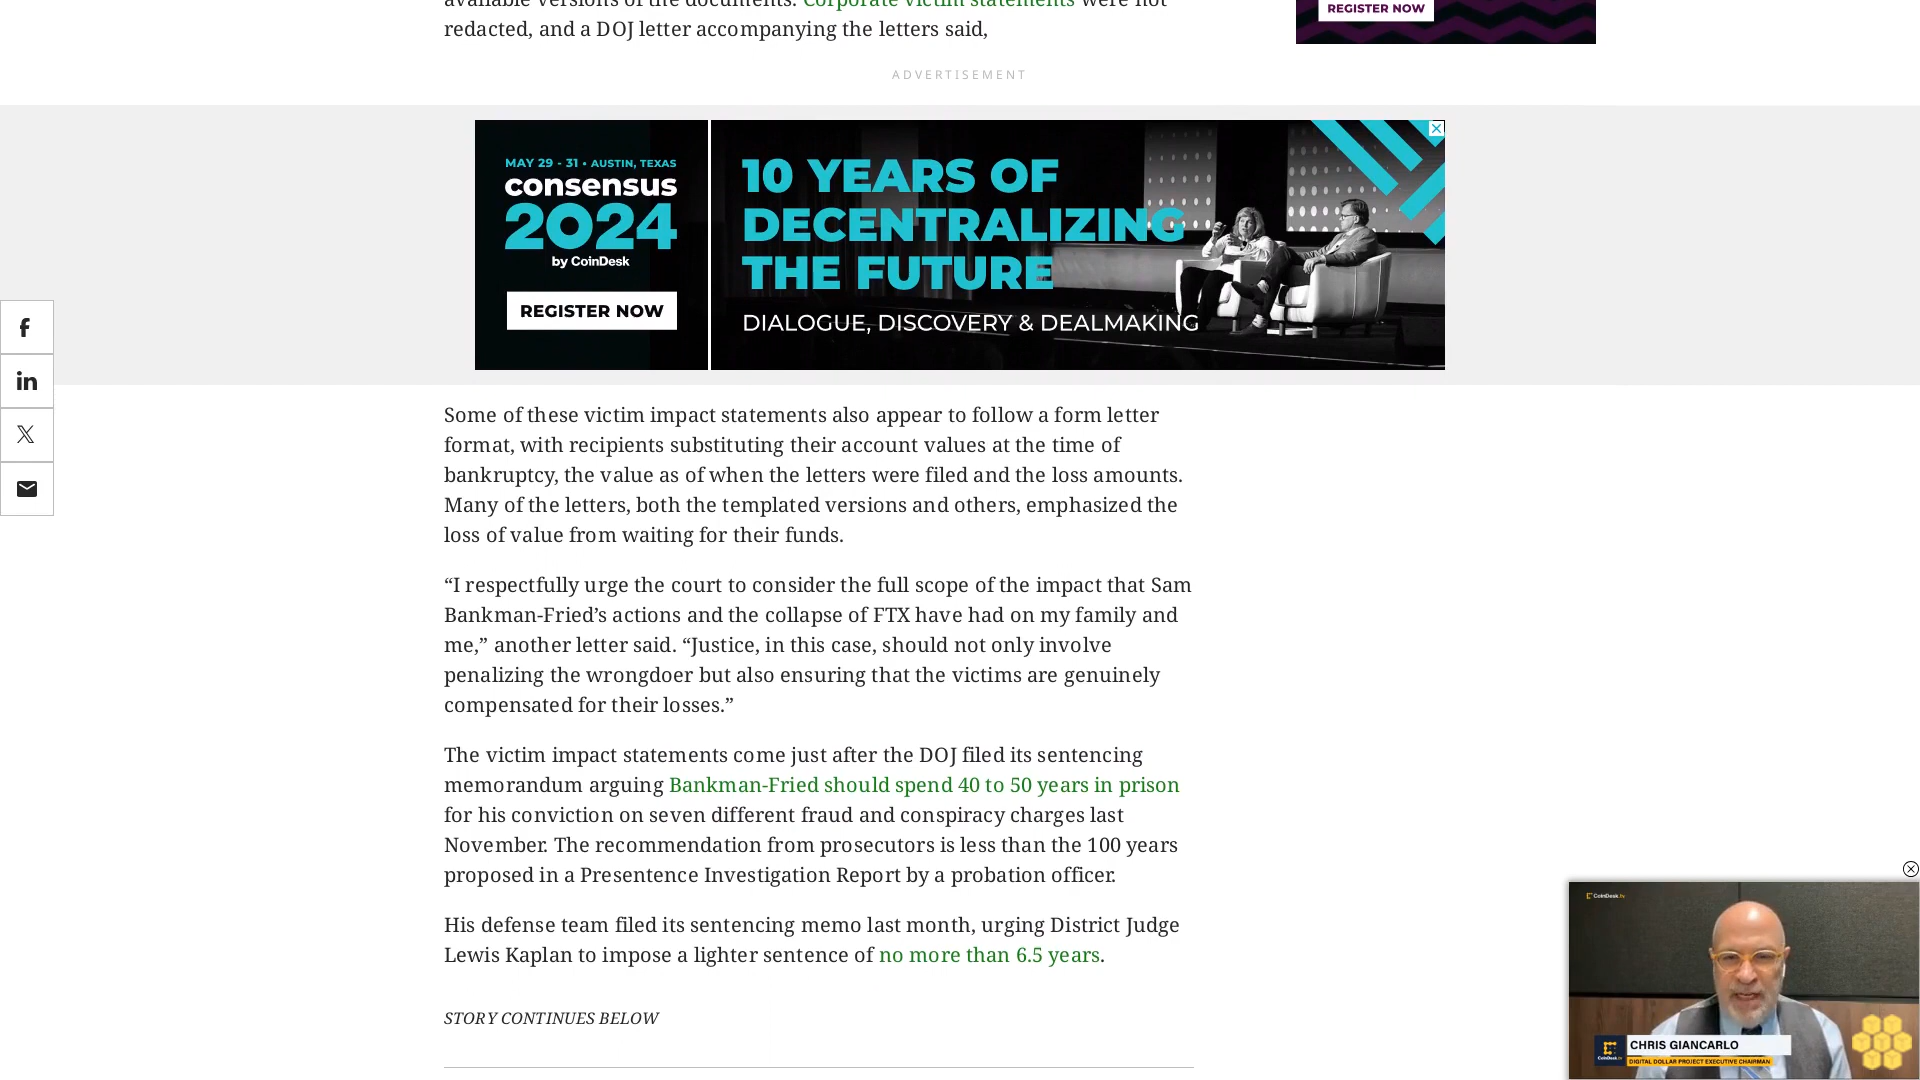 available versions of the documents. Corporate victim statements were not
redacted, and a DOJ letter accompanying the letters said,
REGISTER NOW
ADVERTISEMENT
MAY 29 - 31 • AUSTIN, TEXAS
consensus
2024
by CoinDesk
REGISTER NOW
10 YEARS OF
DECENTRALIZING
THE FUTURE
DIALOGUE, DISCOVERY & DEALMAKING
Some of these victim impact statements also appear to follow a form letter
format, with recipients substituting their account values at the time of
bankruptcy, the value as of when the letters were filed and the loss amounts.
Many of the letters, both the templated versions and others, emphasized the
loss of value from waiting for their funds.
“I respectfully urge the court to consider the full scope of the impact that Sam
Bankman-Fried’s actions and the collapse of FTX have had on my family and
me,” another letter said. “Justice, in this case, should not only involve
penalizing the wrongdoer but also ensuring that the victims are genuinely
compensated for their losses.”
The victim impact statements come just after the DOJ filed its sentencing
memorandum arguing Bankman-Fried should spend 40 to 50 years in prison
for his conviction on seven different fraud and conspiracy charges last
November. The recommendation from prosecutors is less than the 100 years
proposed in a Presentence Investigation Report by a probation officer.
His defense team filed its sentencing memo last month, urging District Judge
Lewis Kaplan to impose a lighter sentence of no more than 6.5 years.
STORY CONTINUES BELOW
CoinDesk.tv
CoinDesk.tv
CHRIS GIANCARLO
DIGITAL DOLLAR PROJECT EXECUTIVE CHAIRMAN